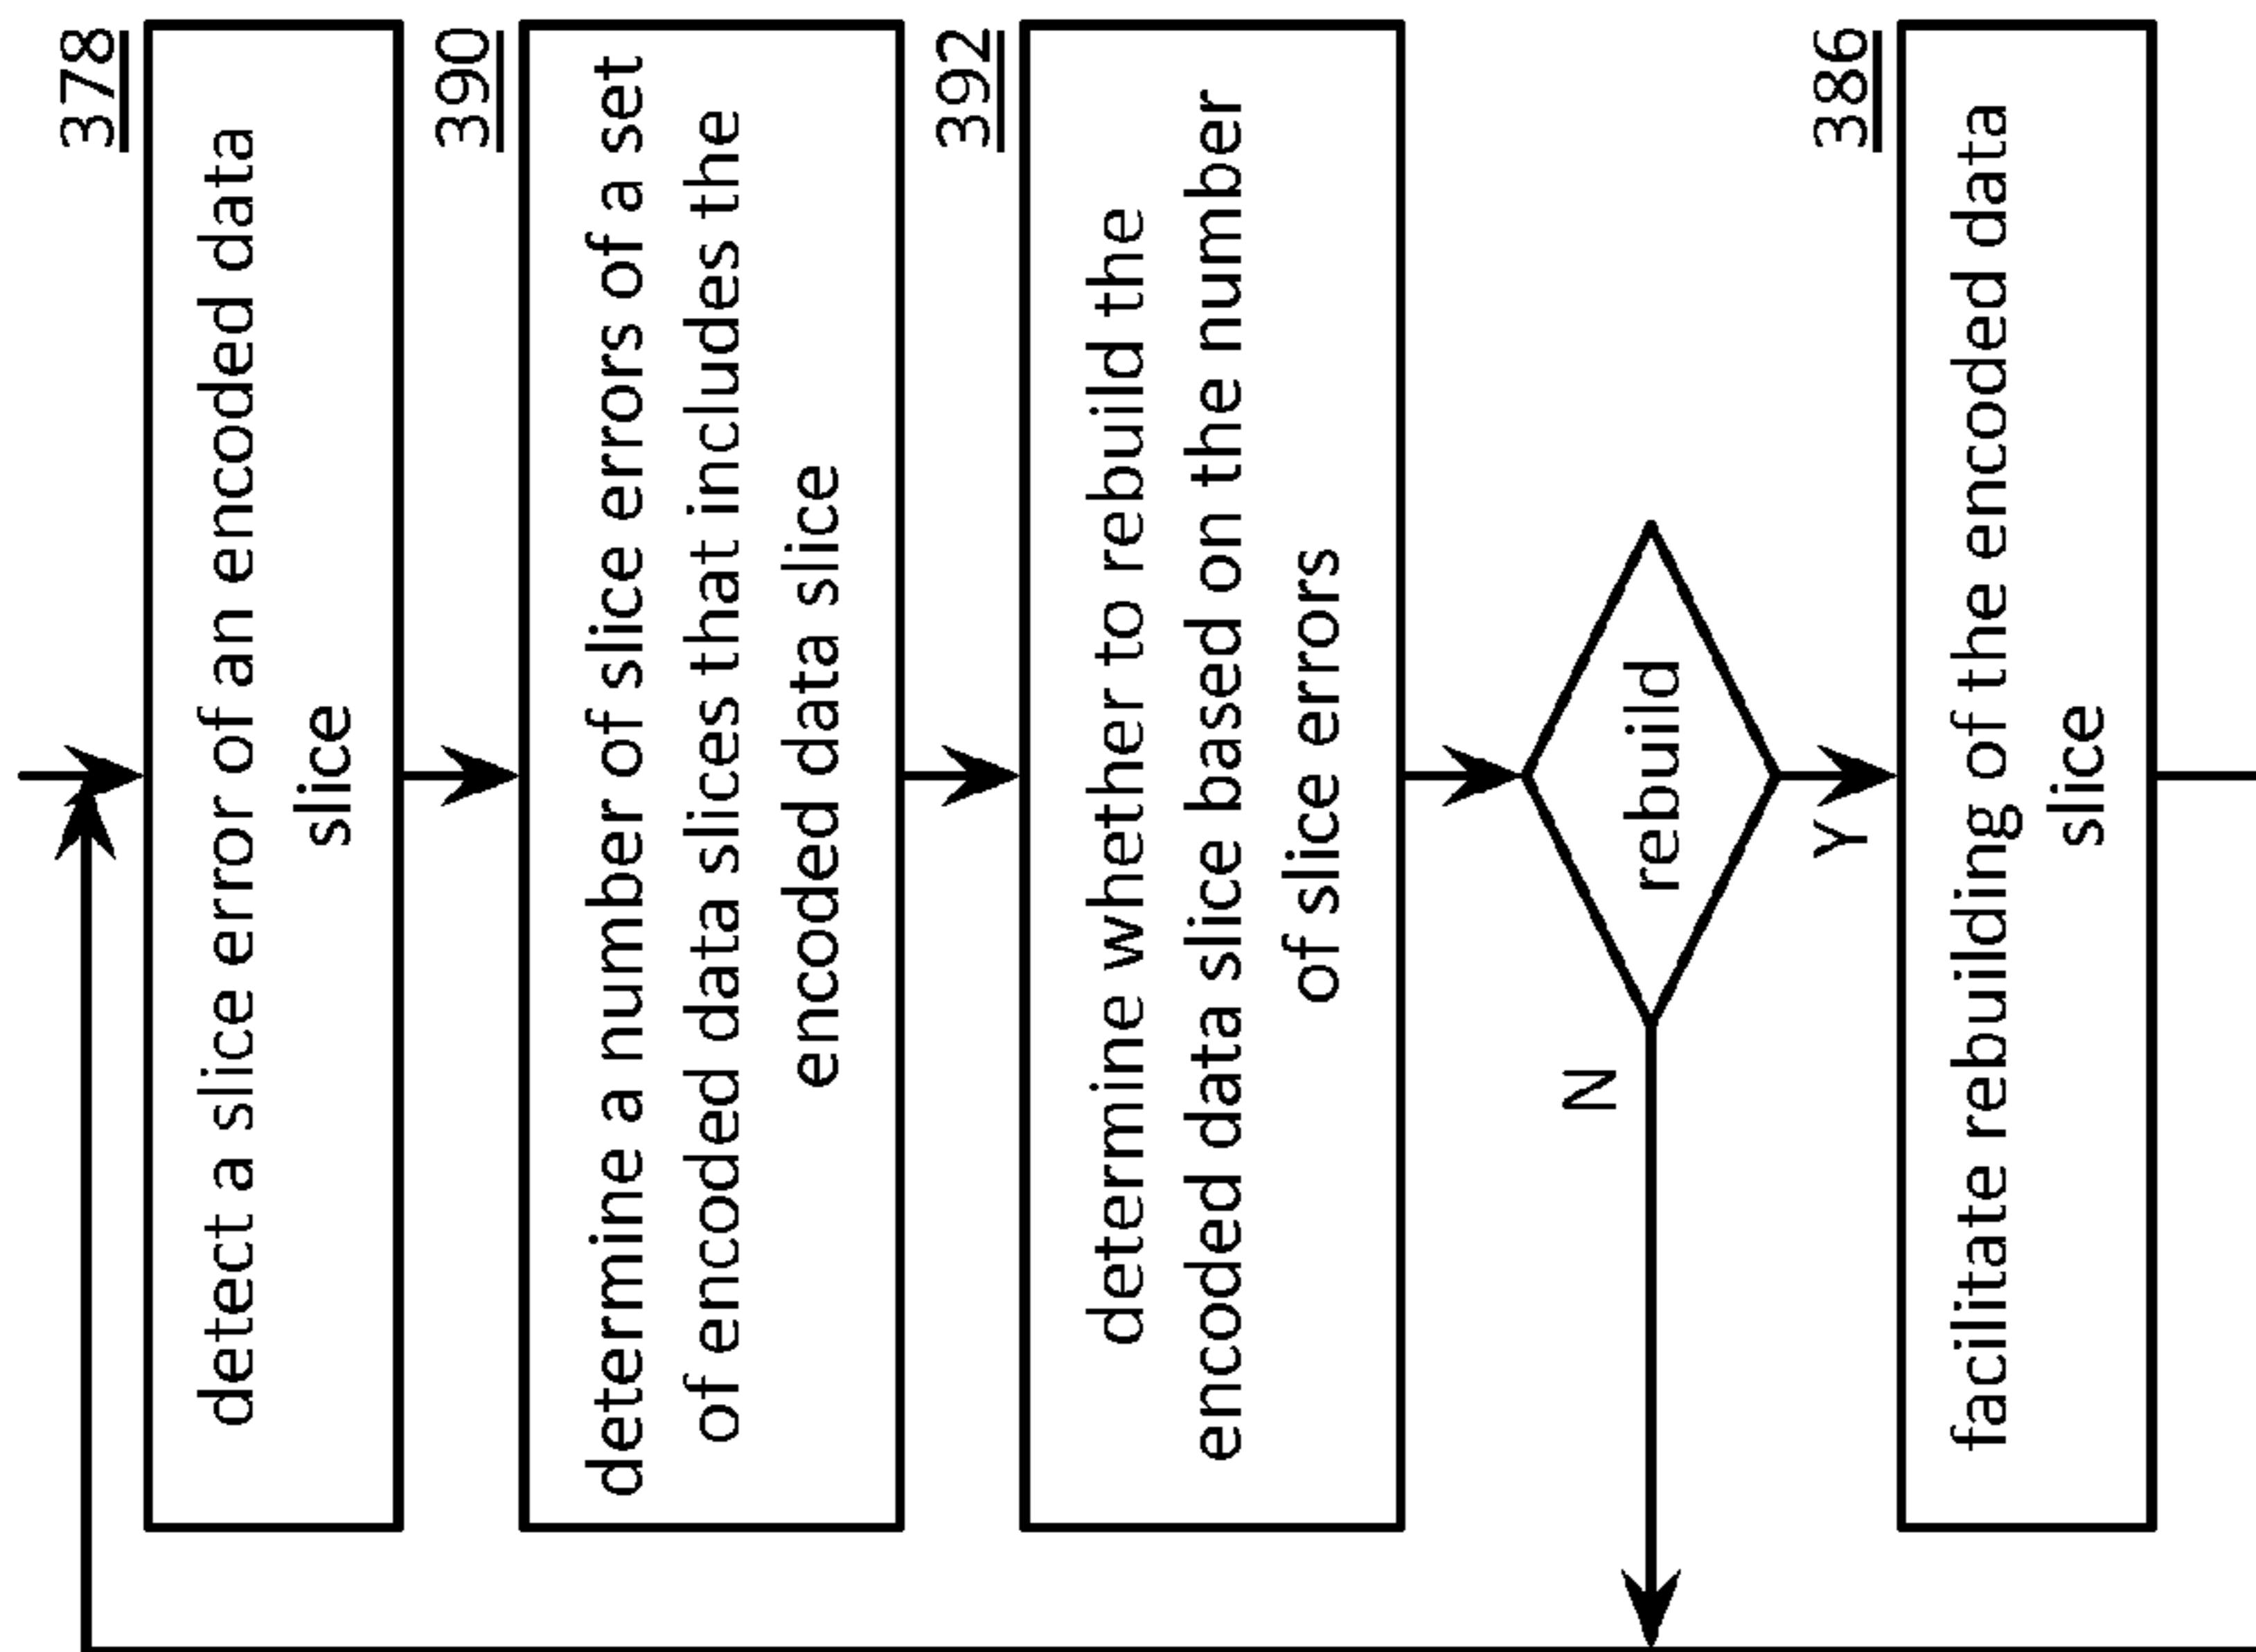 378
detect a slice error of an encoded data
slice
390
determine a number of slice errors of a set
of encoded data slices that includes the
encoded data slice
392
determine whether to rebuild the
encoded data slice based on the number
of slice errors
rebuild
N
Y
386
facilitate rebuilding of the encoded data
slice